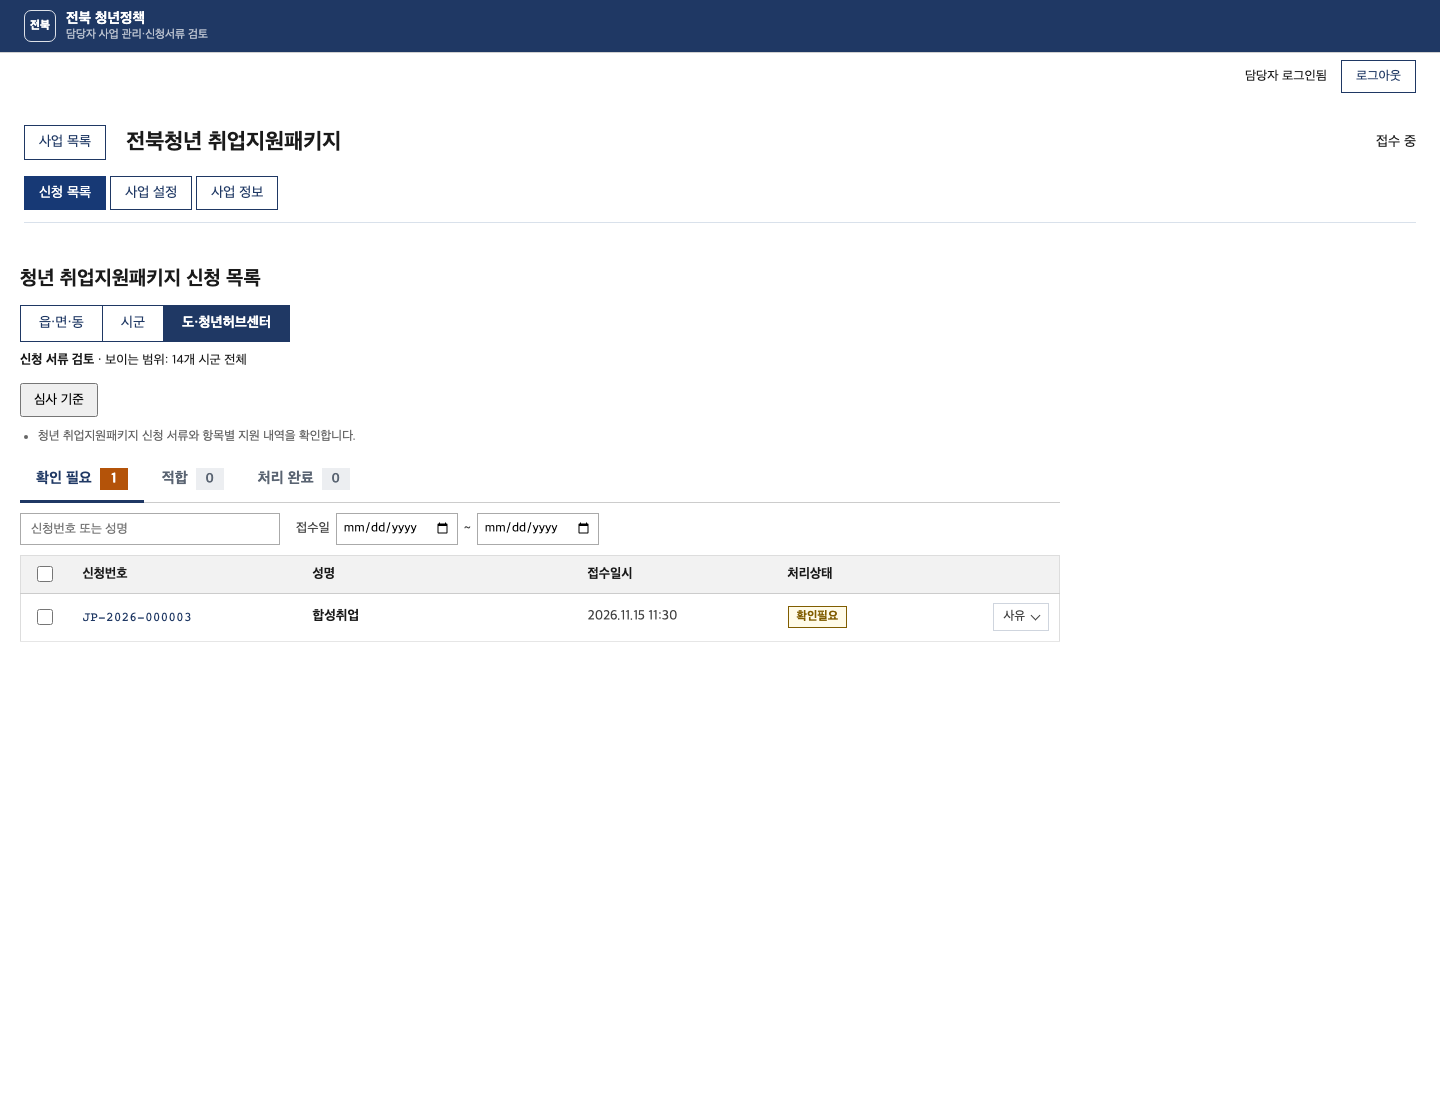 전북
전북 청년정책
담당자 사업 관리·신청서류 검토
담당자 로그인됨
로그아웃
사업 목록
전북청년 취업지원패키지
접수 중
신청 목록
사업 설정
사업 정보
청년 취업지원패키지 신청 목록
읍·면·동
시군
도·청년허브센터
신청 서류 검토 · 보이는 범위: 14개 시군 전체
심사 기준
청년 취업지원패키지 신청 서류와 항목별 지원 내역을 확인합니다.
확인 필요 1
적합 0
처리 완료 0
신청번호 또는 성명
접수일 mm/dd/yyyy ~ mm/dd/yyyy
신청번호 성명 접수일시 처리상태
JP-2026-000003 합성취업 2026.11.15 11:30 확인필요 사유